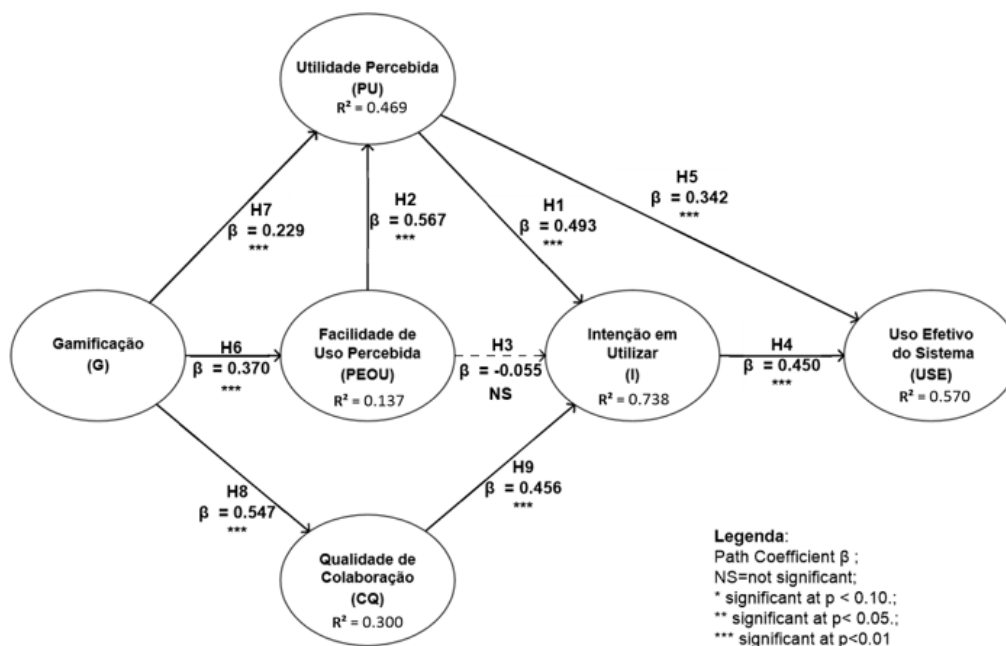 Utilidade Percebida
(PU)
R² = 0.469
H7
β = 0.229
***
H2
β = 0.567
***
H1
β = 0.493
***
H5
β = 0.342
***
Gamificação
(G)
H6
β = 0.370
***
Facilidade de
Uso Percebida
(PEOU)
R² = 0.137
H3
β = -0.055
NS
Intenção em
Utilizar
(I)
R² = 0.738
H4
β = 0.450
***
Uso Efetivo
do Sistema
(USE)
R² = 0.570
H8
β = 0.547
***
H9
β = 0.456
***
Qualidade de
Colaboração
(CQ)
R² = 0.300
Legenda:
Path Coefficient β ;
NS=not significant;
* significant at p < 0.10.;
** significant at p< 0.05.;
*** significant at p<0.01